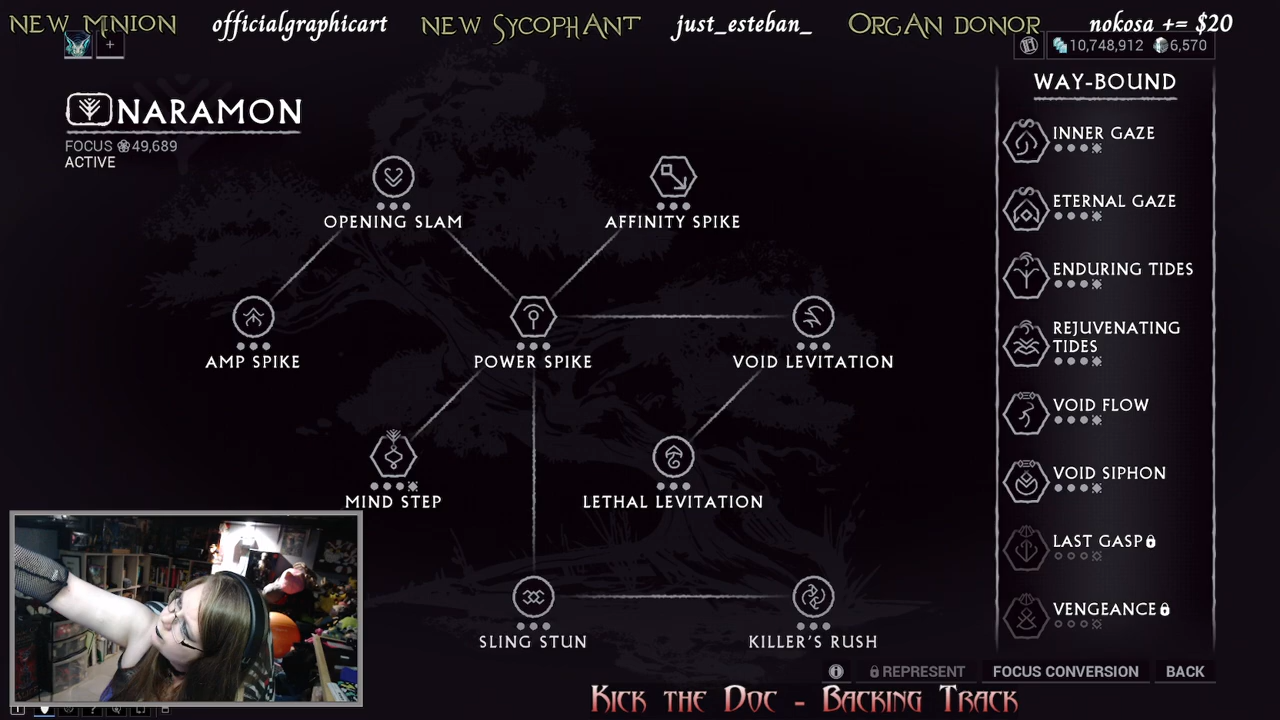 NEW MINION officialgraphicart NEW SYCOPHANT just_esteban_ ORGAN DONOR nokosa += $20
+ 10,748,912 6,570
NARAMON
FOCUS 49,689
ACTIVE
OPENING SLAM
AFFINITY SPIKE
AMP SPIKE
POWER SPIKE
VOID LEVITATION
MIND STEP
LETHAL LEVITATION
SLING STUN
KILLER'S RUSH
WAY-BOUND
INNER GAZE
ETERNAL GAZE
ENDURING TIDES
REJUVENATING
TIDES
VOID FLOW
VOID SIPHON
LAST GASP
VENGEANCE
REPRESENT FOCUS CONVERSION BACK
KICK THE DOC - BACKING TRACK